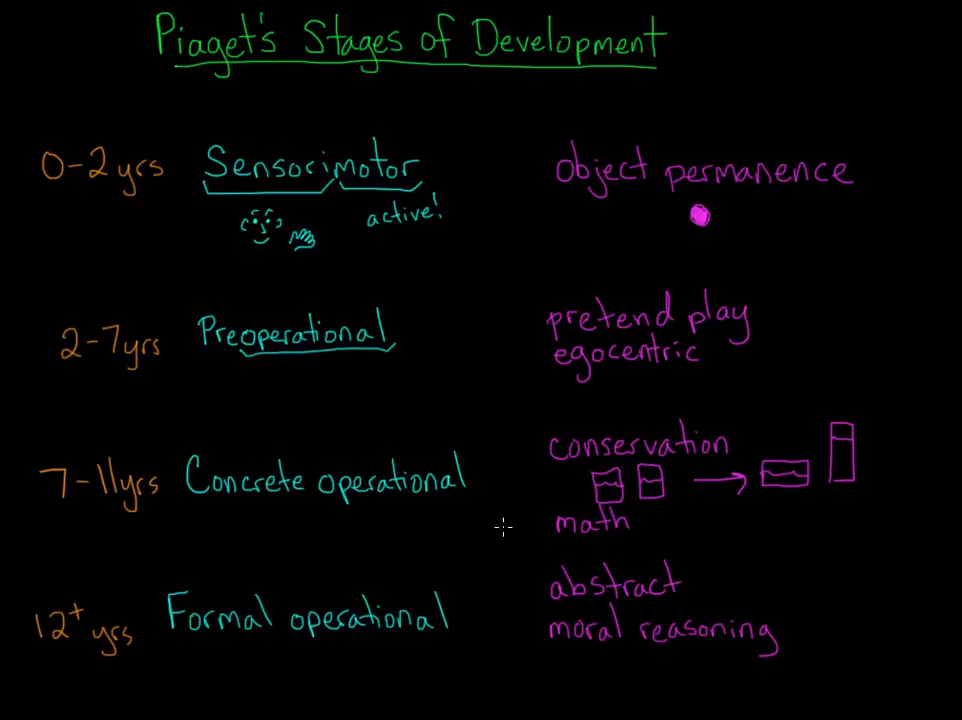 Piaget's Stages of Development
0-2yrs Sensorimotor object permanence
active!
2-7yrs Preoperational pretend play
egocentric
conservation
7-11yrs Concrete operational
math
abstract
12+ yrs Formal operational
moral reasoning